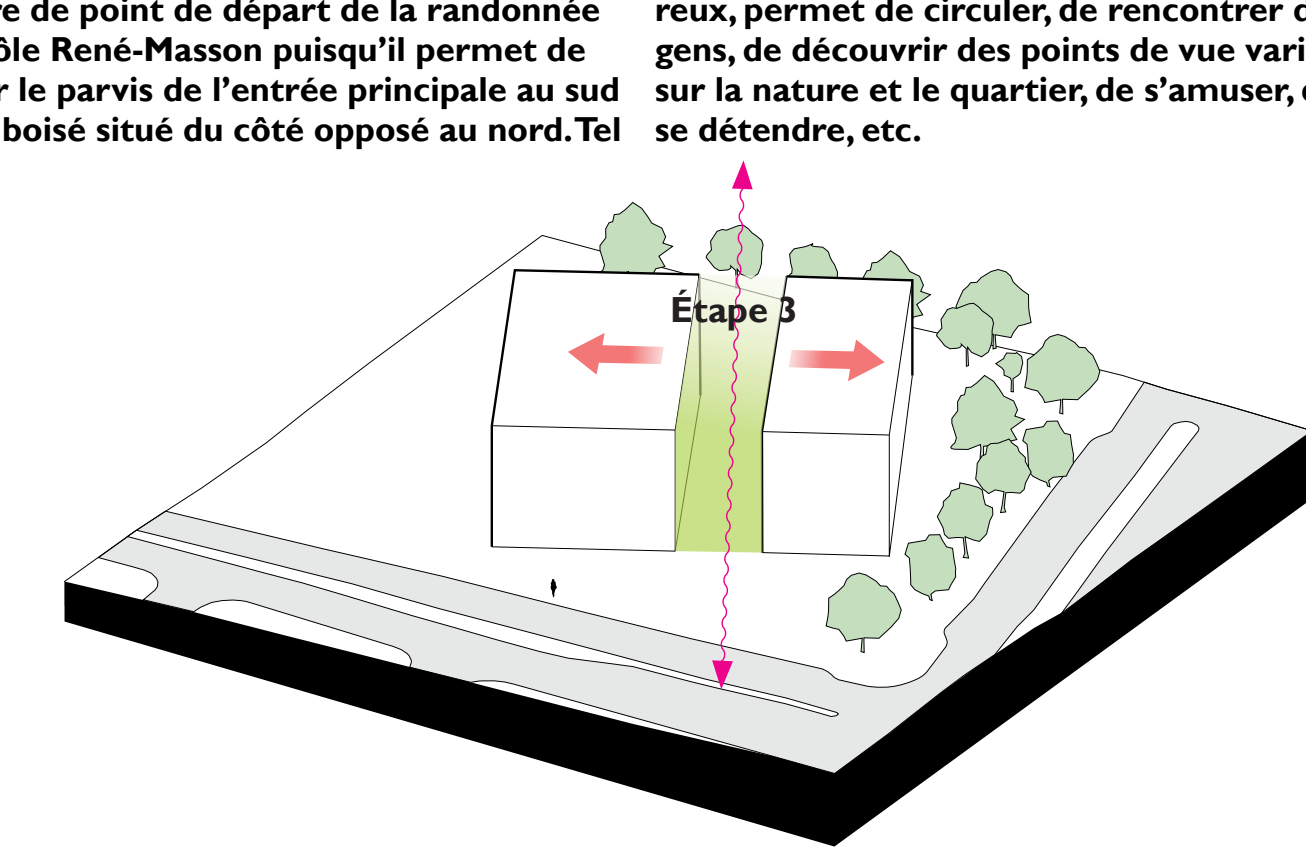 re de point de départ de la randonnée
ôle René-Masson puisqu’il permet de
r le parvis de l’entrée principale au sud
boisé situé du côté opposé au nord. Tel
reux, permet de circuler, de rencontrer d
gens, de découvrir des points de vue vari
sur la nature et le quartier, de s’amuser,
se détendre, etc.
Étape 3